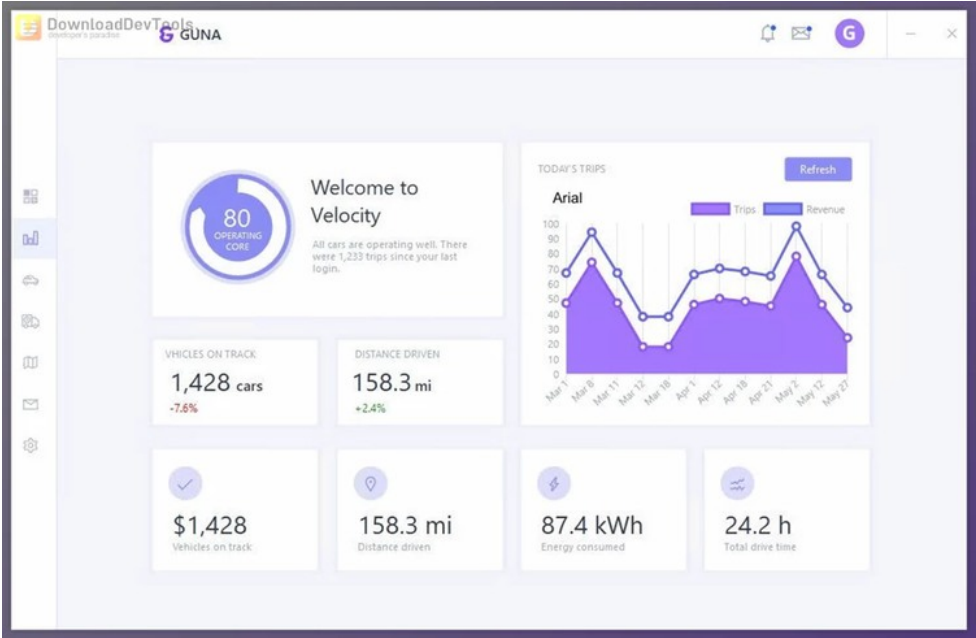 DownloadDevTools
developer's paradise
GUNA
G
80
OPERATING
CORE
Welcome to
Velocity
All cars are operating well. There
were 1,233 trips since your last
login.
TODAY'S TRIPS
Refresh
Arial
Trips
Revenue
100
90
80
70
60
50
40
30
20
10
0
Mar 1
Mar 8
Mar 11
Mar 12
Mar 18
Apr 1
Apr 12
Apr 18
Apr 21
May 2
May 12
May 27
VHICLES ON TRACK
1,428 cars
-7.6%
DISTANCE DRIVEN
158.3 mi
+2.4%
$1,428
Vehicles on track
158.3 mi
Distance driven
87.4 kWh
Energy consumed
24.2 h
Total drive time